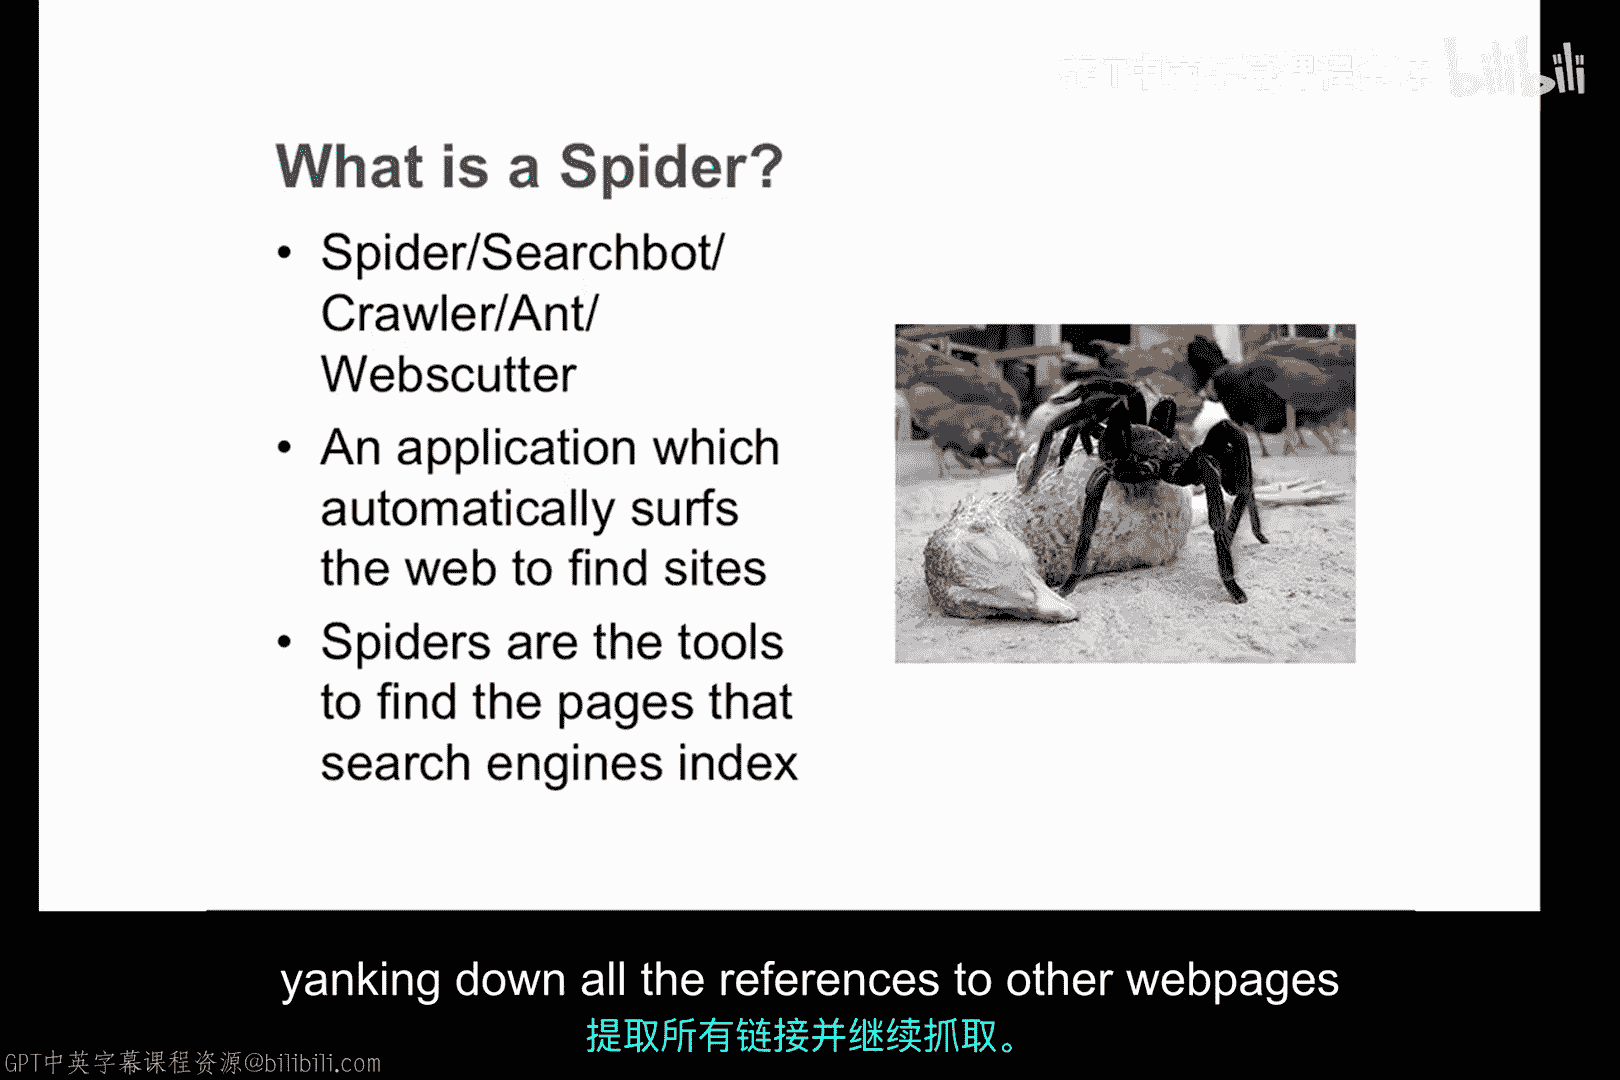 bilibili
What is a Spider?
• Spider/Searchbot/
Crawler/Ant/
Webscutter
• An application which
automatically surfs
the web to find sites
• Spiders are the tools
to find the pages that
search engines index
yanking down all the references to other webpages
提取所有链接并继续抓取。
GPT中英字幕课程资源@bilibili.com